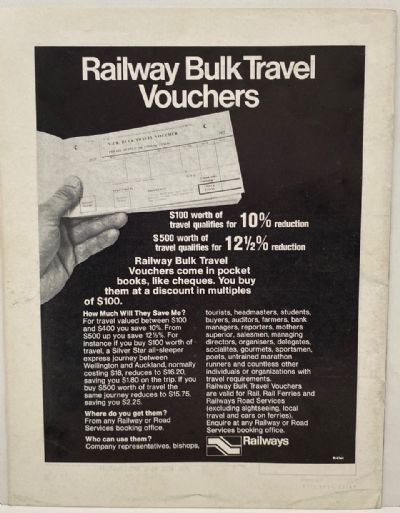 Railway Bulk Travel
Vouchers
N.Z.R. BULK TRAVEL VOUCHER
$100 worth of
travel qualifies for 10% reduction
$500 worth of
travel qualifies for 12½% reduction
Railway Bulk Travel
Vouchers come in pocket
books, like cheques. You buy
them at a discount in multiples
of $100.
How Much Will They Save Me?
For travel valued between $100
and $400 you save 10%. From
$500 up you save 12½%. For
instance if you buy $100 worth of
travel, a Silver Star all-sleeper
express journey between
Wellington and Auckland, normally
costing $18, reduces to $16.20,
saving you $1.80 on the trip. If you
buy $500 worth of travel the
same journey reduces to $15.75,
saving you $2.25.
Where do you get them?
From any Railway or Road
Services booking office.
Who can use them?
Company representatives, bishops,
tourists, headmasters, students,
buyers, auditors, farmers, bank
managers, reporters, mothers
superior, salesmen, managing
directors, organisers, delegates,
socialites, gourmets, sportsmen,
poets, untrained marathon
runners and countless other
individuals or organizations with
travel requirements.
Railway Bulk Travel Vouchers
are valid for Rail, Rail Ferries and
Railways Road Services
(excluding sightseeing, local
travel and cars on ferries).
Enquire at any Railway or Road
Services booking office.
Railways